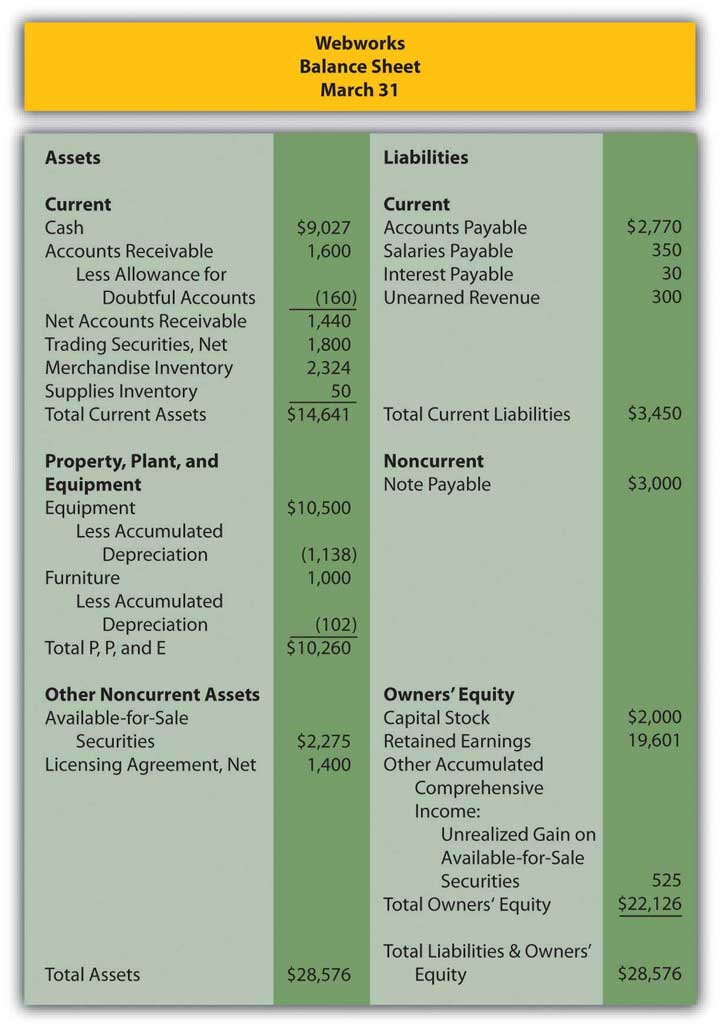 Webworks
Balance Sheet
March 31
Assets
Current
Cash $9,027
Accounts Receivable 1,600
Less Allowance for
Doubtful Accounts (160)
Net Accounts Receivable 1,440
Trading Securities, Net 1,800
Merchandise Inventory 2,324
Supplies Inventory 50
Total Current Assets $14,641
Property, Plant, and
Equipment
Equipment $10,500
Less Accumulated
Depreciation (1,138)
Furniture 1,000
Less Accumulated
Depreciation (102)
Total P, P, and E $10,260
Other Noncurrent Assets
Available-for-Sale
Securities $2,275
Licensing Agreement, Net 1,400
Total Assets $28,576
Liabilities
Current
Accounts Payable $2,770
Salaries Payable 350
Interest Payable 30
Unearned Revenue 300
Total Current Liabilities $3,450
Noncurrent
Note Payable $3,000
Owners' Equity
Capital Stock $2,000
Retained Earnings 19,601
Other Accumulated
Comprehensive
Income:
Unrealized Gain on
Available-for-Sale
Securities 525
Total Owners' Equity $22,126
Total Liabilities & Owners'
Equity $28,576